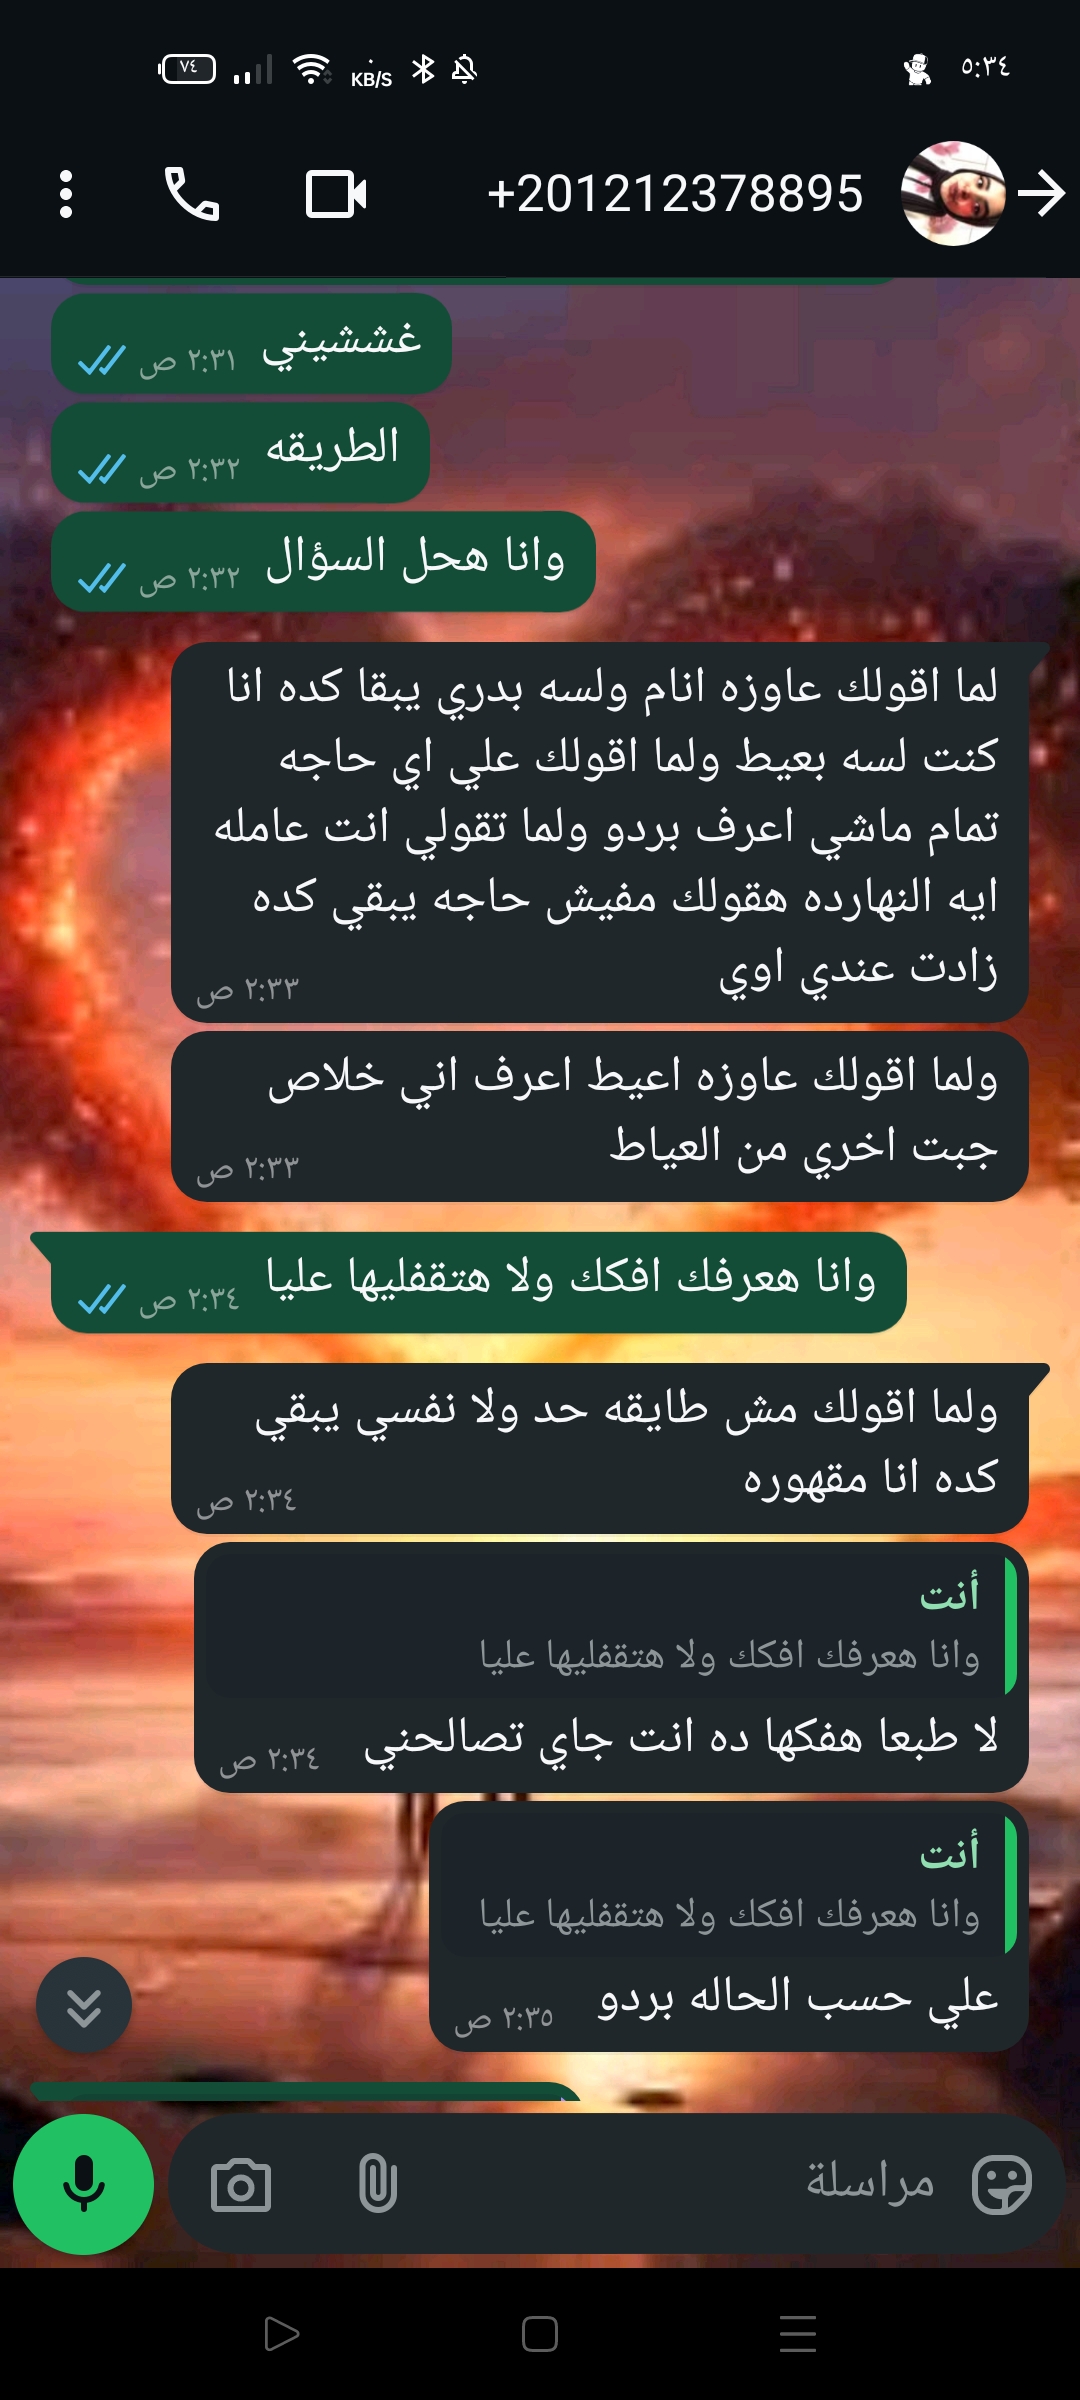 ٧٤
KB/S
٥:٣٤
+201212378895
غششيني
٢:٣١ ص
الطريقه
٢:٣٢ ص
وانا هحل السؤال
٢:٣٢ ص
لما اقولك عاوزه انام ولسه بدري يبقا كده انا
كنت لسه بعيط ولما اقولك علي اي حاجه
تمام ماشي اعرف بردو ولما تقولي انت عامله
ايه النهارده هقولك مفيش حاجه يبقي كده
زادت عندي اوي
٢:٣٣ ص
ولما اقولك عاوزه اعيط اعرف اني خلاص
جبت اخري من العياط
٢:٣٣ ص
وانا هعرفك افكك ولا هتقفليها عليا
٢:٣٤ ص
ولما اقولك مش طايقه حد ولا نفسي يبقي
كده انا مقهوره
٢:٣٤ ص
أنت
وانا هعرفك افكك ولا هتقفليها عليا
لا طبعا هفكها ده انت جاي تصالحني
٢:٣٤ ص
أنت
وانا هعرفك افكك ولا هتقفليها عليا
علي حسب الحاله بردو
٢:٣٥ ص
مراسلة